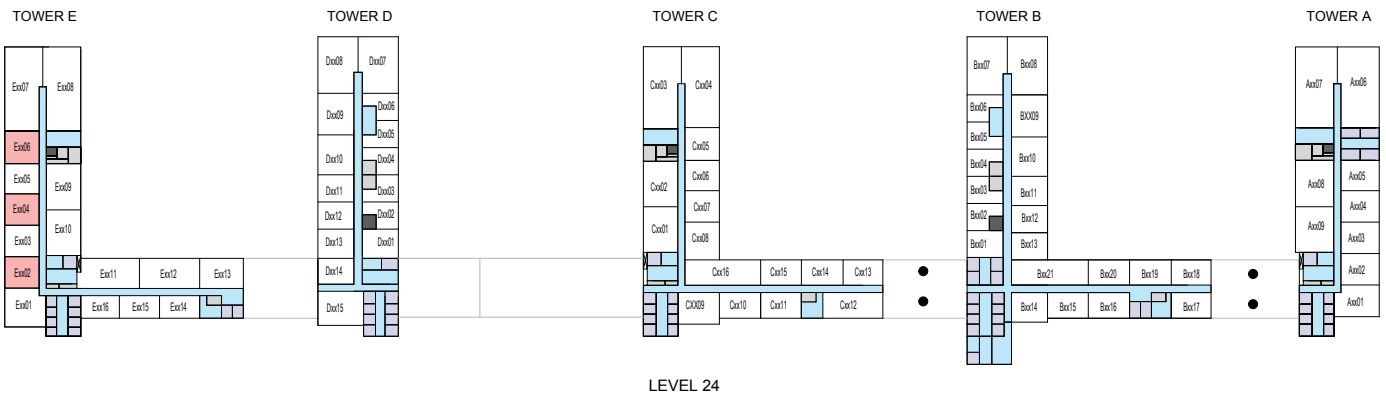 TOWER E
TOWER D
TOWER C
TOWER B
TOWER A
Exx07
Exx08
Exx06
Exx05
Exx09
Exx04
Exx03
Exx10
Exx02
Exx01
Exx11
Exx12
Exx13
Exx16
Exx15
Exx14
Dxx08
Dxx07
Dxx09
Dxx06
Dxx05
Dxx10
Dxx04
Dxx11
Dxx03
Dxx12
Dxx02
Dxx13
Dxx01
Dxx14
Dxx15
Cxx03
Cxx04
Cxx05
Cxx06
Cxx02
Cxx07
Cxx01
Cxx08
Cxx16
Cxx15
Cxx14
Cxx13
CXX09
Cxx10
Cxx11
Cxx12
Bxx07
Bxx08
Bxx06
BXX09
Bxx05
Bxx04
Bxx10
Bxx03
Bxx11
Bxx02
Bxx12
Bxx01
Bxx13
Bxx21
Bxx20
Bxx19
Bxx18
Bxx14
Bxx15
Bxx16
Bxx17
Axx07
Axx06
Axx05
Axx08
Axx04
Axx09
Axx03
Axx02
Axx01
LEVEL 24